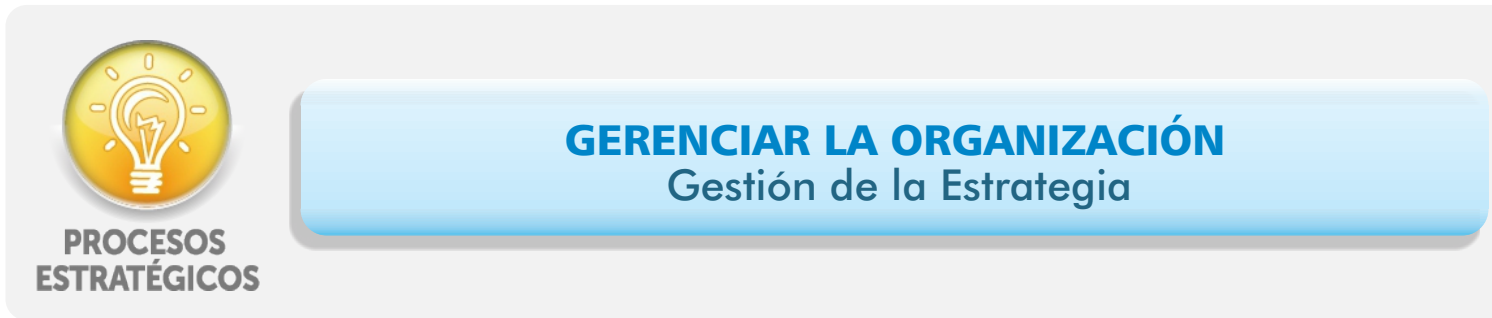 PROCESOS
ESTRATÉGICOS
GERENCIAR LA ORGANIZACIÓN
Gestión de la Estrategia